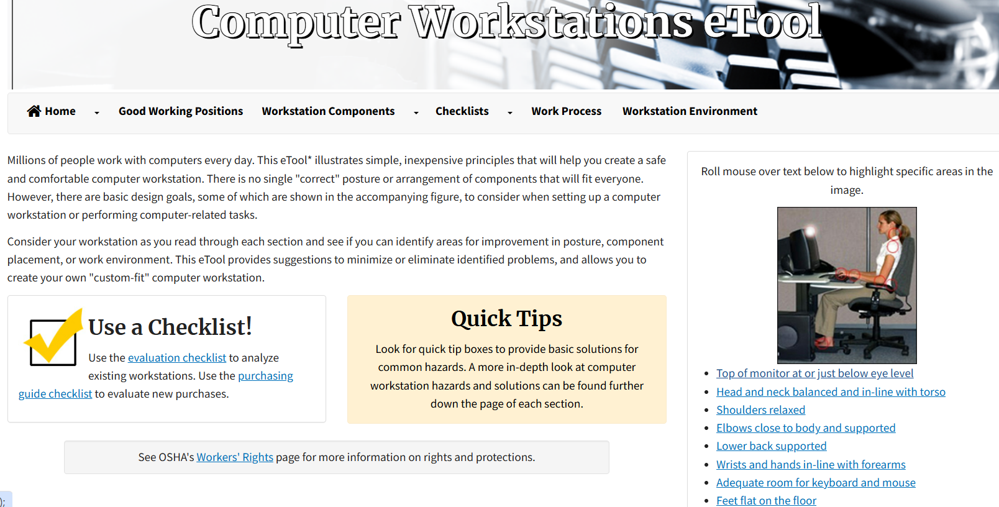 Computer Workstations eTool
Home
Good Working Positions
Workstation Components
Checklists
Work Process
Workstation Environment
Millions of people work with computers every day. This eTool* illustrates simple, inexpensive principles that will help you create a safe
and comfortable computer workstation. There is no single "correct" posture or arrangement of components that will fit everyone.
However, there are basic design goals, some of which are shown in the accompanying figure, to consider when setting up a computer
workstation or performing computer-related tasks.
Consider your workstation as you read through each section and see if you can identify areas for improvement in posture, component
placement, or work environment. This eTool provides suggestions to minimize or eliminate identified problems, and allows you to
create your own "custom-fit" computer workstation.
Use a Checklist!
Use the evaluation checklist to analyze
existing workstations. Use the purchasing
guide checklist to evaluate new purchases.
Quick Tips
Look for quick tip boxes to provide basic solutions for
common hazards. A more in-depth look at computer
workstation hazards and solutions can be found further
down the page of each section.
See OSHA's Workers' Rights page for more information on rights and protections.
Roll mouse over text below to highlight specific areas in the
image.
Top of monitor at or just below eye level
Head and neck balanced and in-line with torso
Shoulders relaxed
Elbows close to body and supported
Lower back supported
Wrists and hands in-line with forearms
Adequate room for keyboard and mouse
Feet flat on the floor
);